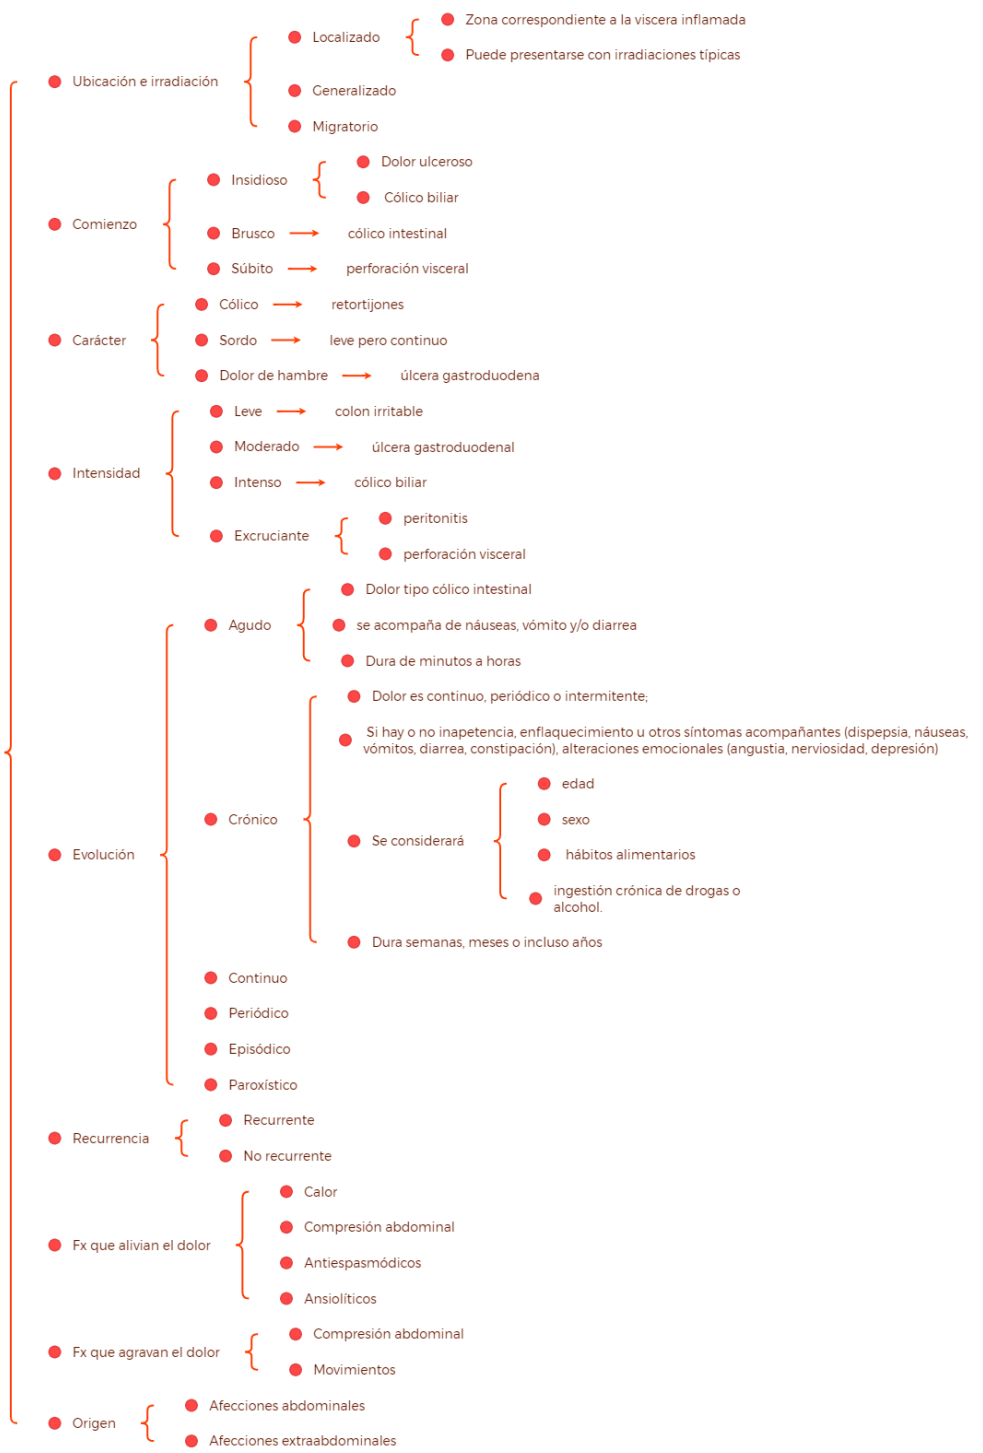 Ubicación e irradiación
Localizado
Zona correspondiente a la viscera inflamada
Puede presentarse con irradiaciones típicas
Generalizado
Migratorio
Comienzo
Insidioso
Dolor ulceroso
Cólico biliar
Brusco
cólico intestinal
Súbito
perforación visceral
Carácter
Cólico
retortijones
Sordo
leve pero continuo
Dolor de hambre
úlcera gastroduodena
Intensidad
Leve
colon irritable
Moderado
úlcera gastroduodenal
Intenso
cólico biliar
Excruciante
peritonitis
perforación visceral
Evolución
Agudo
Dolor tipo cólico intestinal
se acompaña de náuseas, vómito y/o diarrea
Dura de minutos a horas
Crónico
Dolor es continuo, periódico o intermitente;
Si hay o no inapetencia, enflaquecimiento u otros síntomas acompañantes (dispepsia, náuseas,
vómitos, diarrea, constipación), alteraciones emocionales (angustia, nerviosidad, depresión)
Se considerará
edad
sexo
hábitos alimentarios
ingestión crónica de drogas o
alcohol.
Dura semanas, meses o incluso años
Continuo
Periódico
Episódico
Paroxístico
Recurrencia
Recurrente
No recurrente
Fx que alivian el dolor
Calor
Compresión abdominal
Antiespasmódicos
Ansiolíticos
Fx que agravan el dolor
Compresión abdominal
Movimientos
Origen
Afecciones abdominales
Afecciones extraabdominales